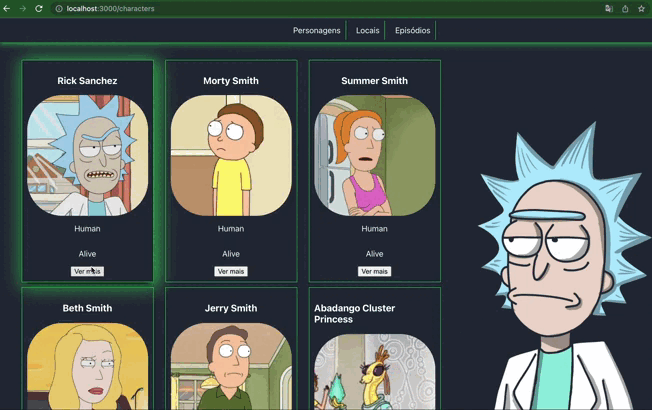 localhost:3000/characters
Personagens Locais Episódios
Rick Sanchez
Human
Alive
Ver mais
Morty Smith
Human
Alive
Ver mais
Summer Smith
Human
Alive
Ver mais
Beth Smith
Jerry Smith
Abadango Cluster
Princess